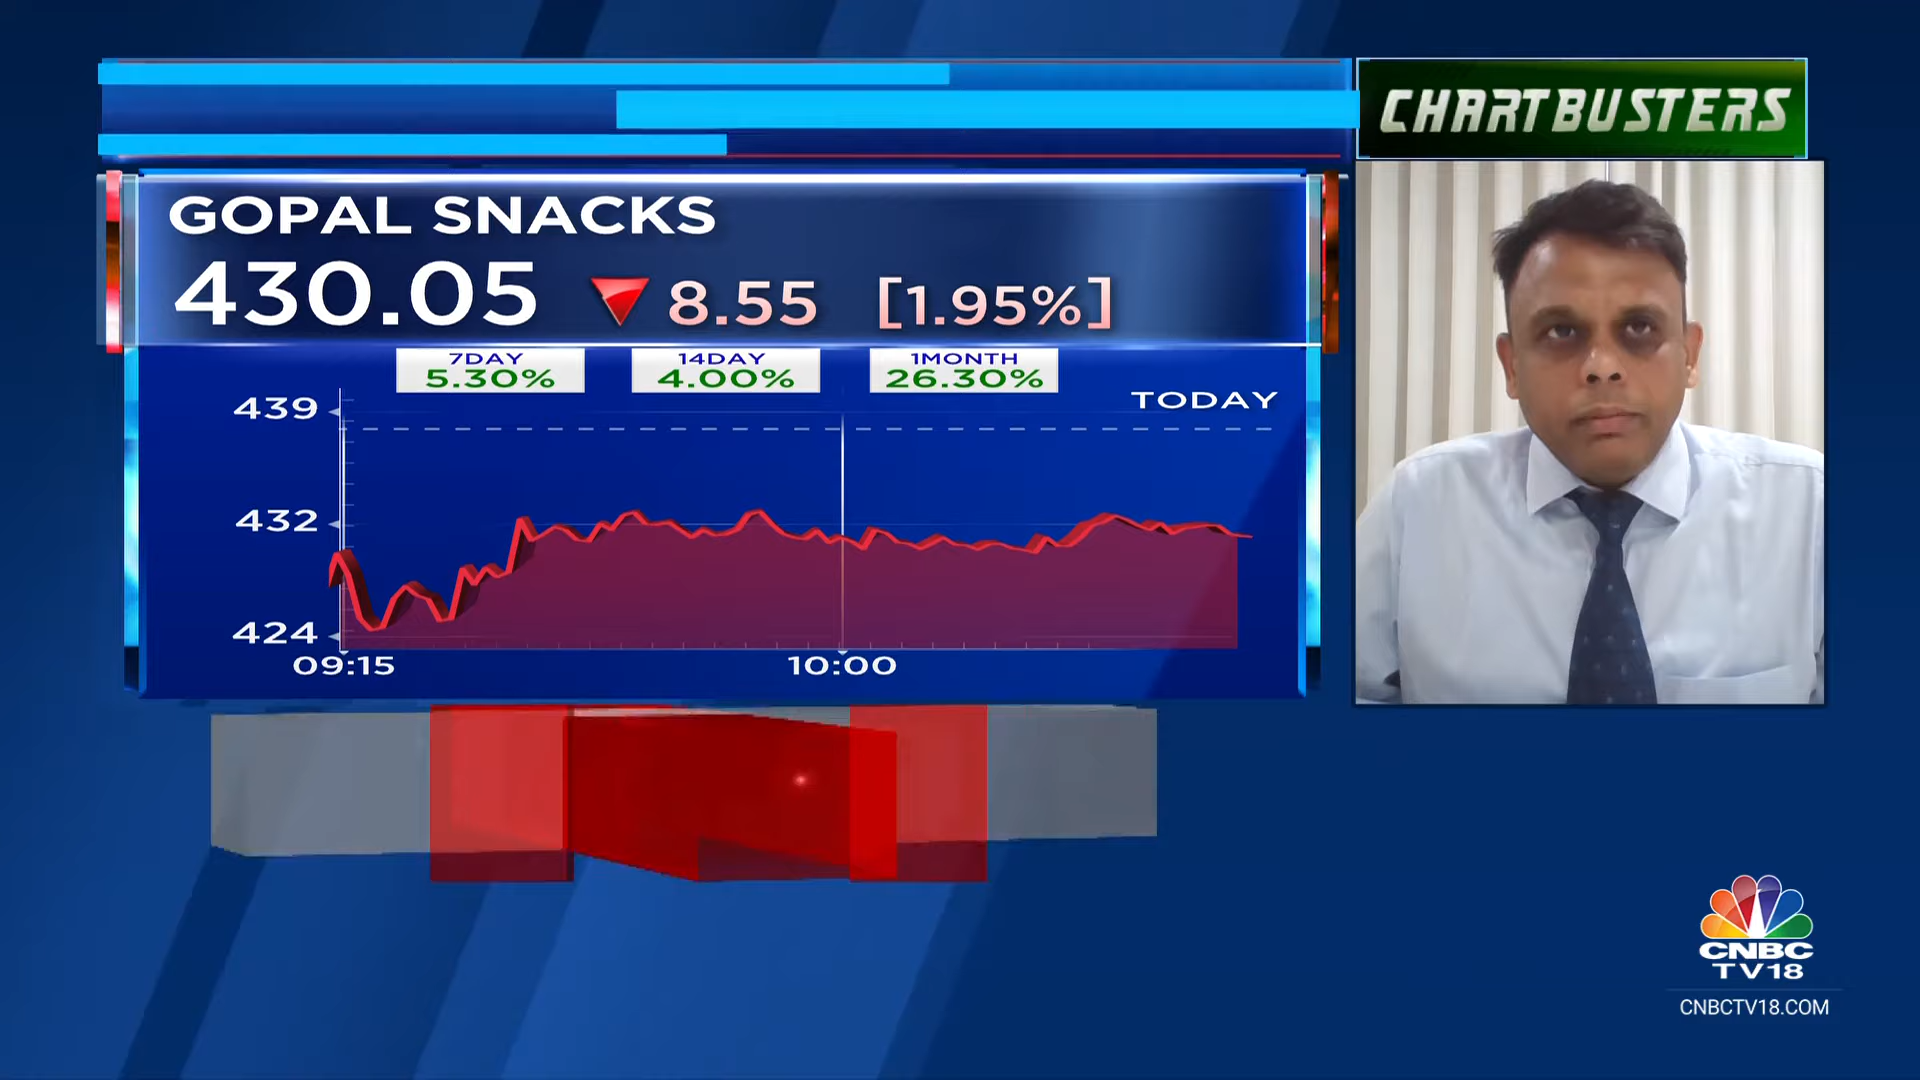 CHARTBUSTERS
GOPAL SNACKS
430.05 ▼ 8.55 [1.95%]
7DAY
5.30%
14DAY
4.00%
1MONTH
26.30%
TODAY
439
432
424
09:15
10:00
CNBC
TV18
CNBCTV18.COM